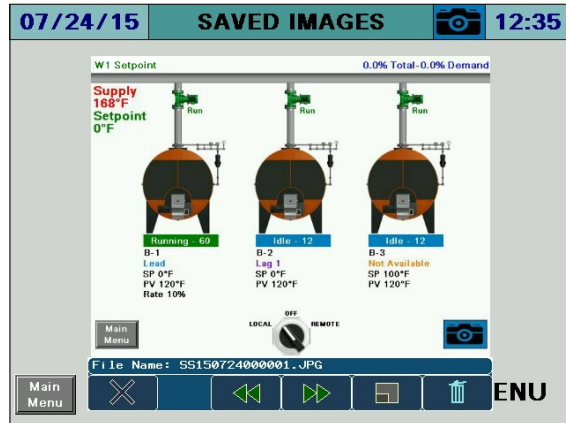 07/24/15 SAVED IMAGES 12:35
W1 Setpoint 0.0% Total-0.0% Demand
Supply
168°F
Setpoint
0°F
Run Run Run
Running - 60 Idle - 12 Idle - 12
B-1 B-2 B-3
Lead Lag 1 Not Available
SP 0°F SP 0°F SP 100°F
PV 120°F PV 120°F PV 120°F
Rate 10%
OFF
LOCAL REMOTE
Main
Menu
File Name: SS150724000001.JPG
Main
Menu
ENU